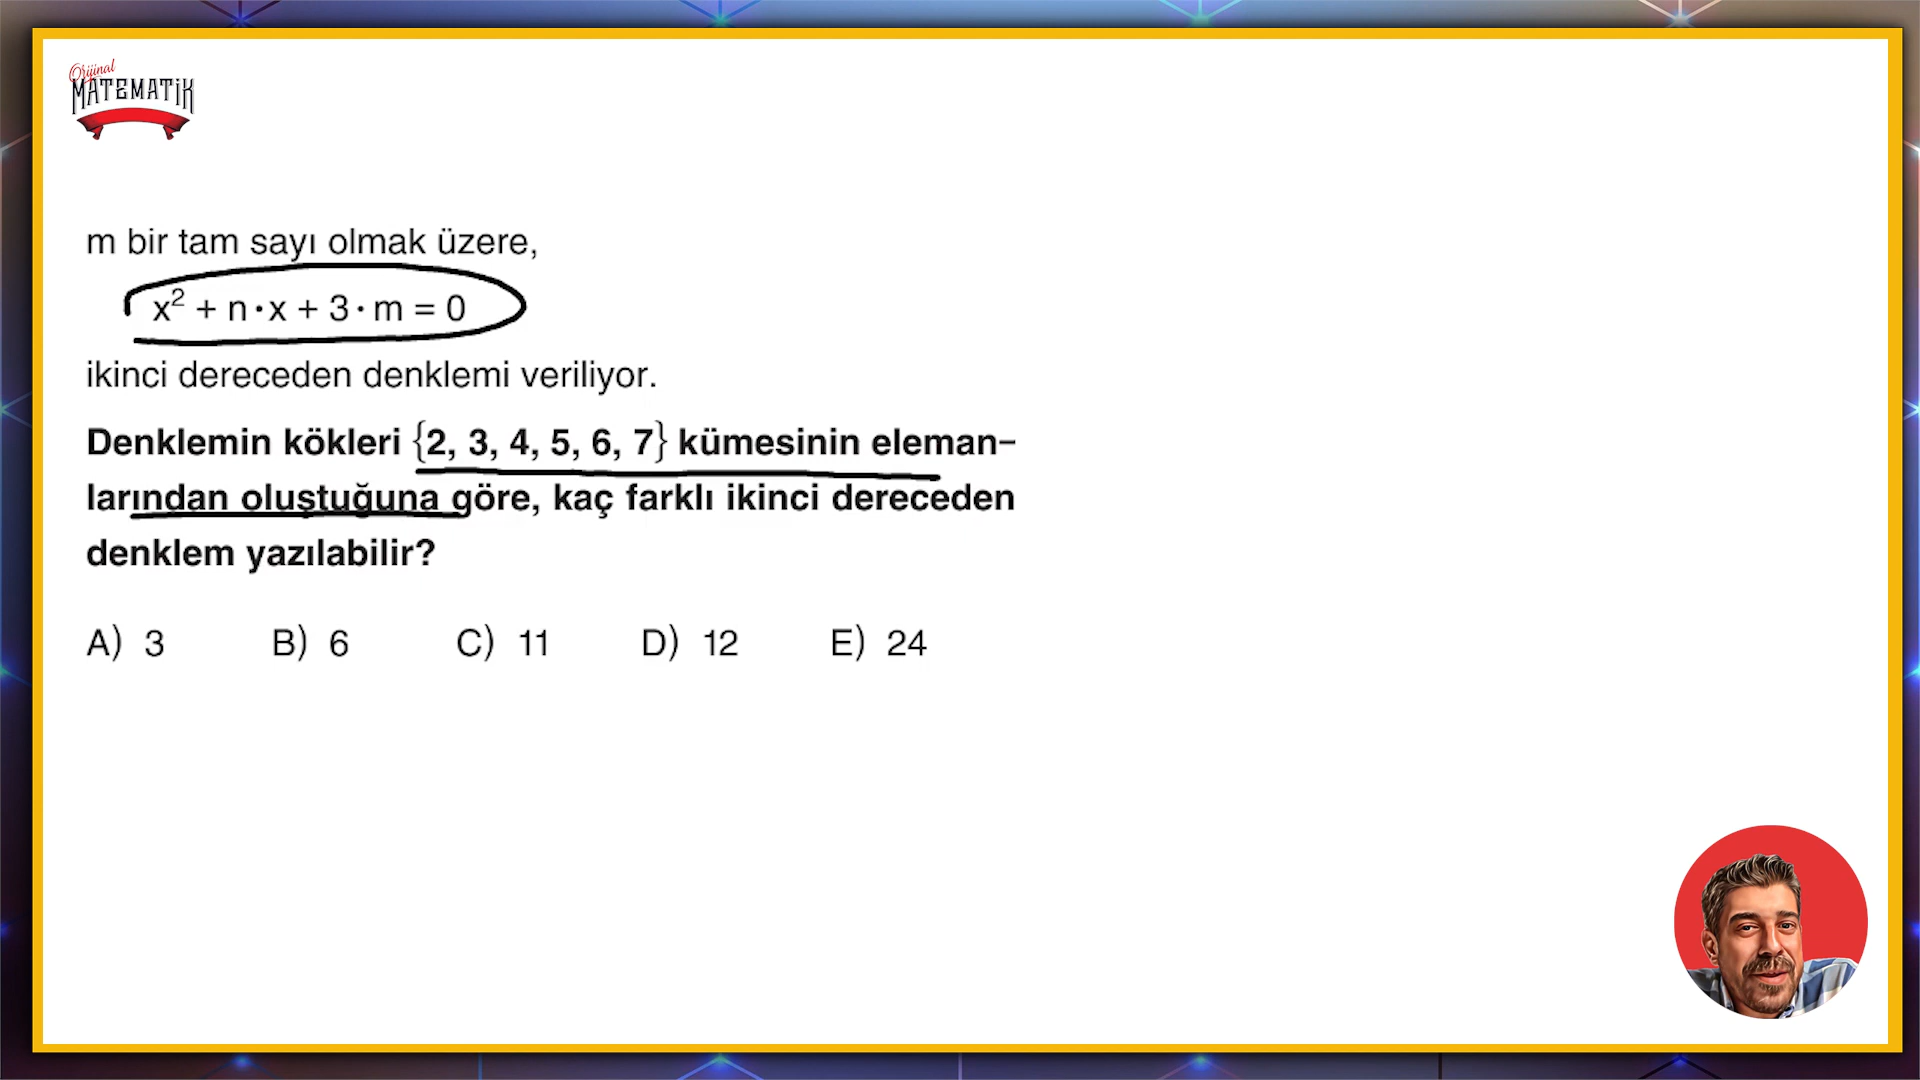 Orijinal
MATEMATİK
m bir tam sayı olmak üzere,
x² + n·x + 3·m = 0
ikinci dereceden denklemi veriliyor.
Denklemin kökleri {2, 3, 4, 5, 6, 7} kümesinin eleman–
larından oluştuğuna göre, kaç farklı ikinci dereceden
denklem yazılabilir?
A) 3 B) 6 C) 11 D) 12 E) 24